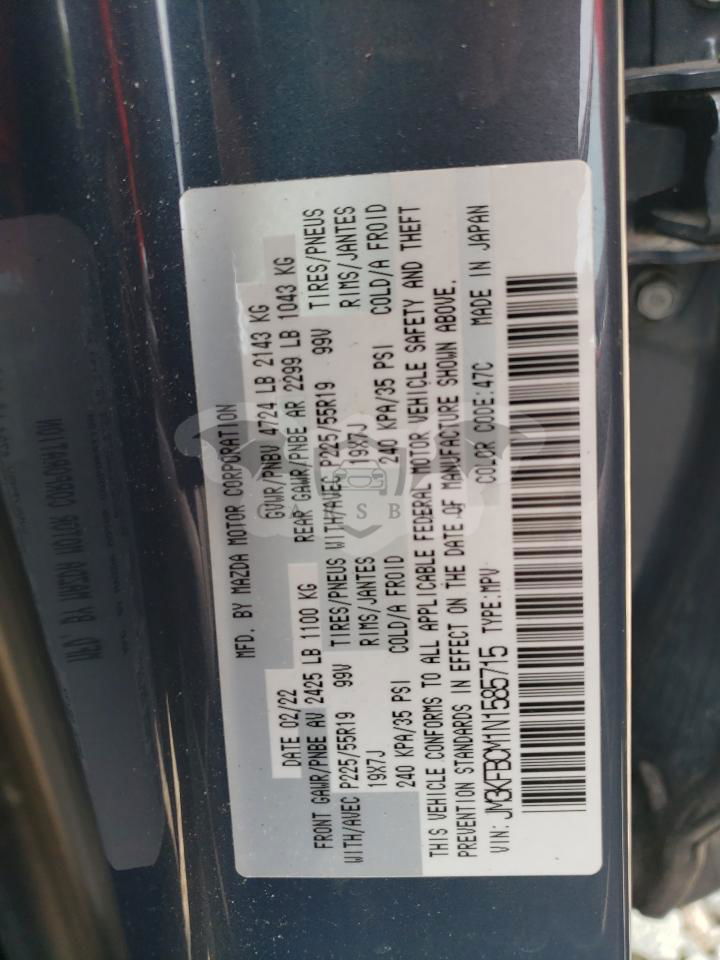 MFD. BY MAZDA MOTOR CORPORATION
DATE 02/22 GVWR/PNBV 4724 LB 2143 KG
FRONT GAWR/PNBE AV 2425 LB 1100 KG REAR GAWR/PNBE AR 2299 LB 1043 KG
WITH/AVEC P225/55R19 99V TIRES/PNEUS WITH/AVEC P225/55R19 99V TIRES/PNEUS
19X7J RIMS/JANTES 19X7J RIMS/JANTES
240 KPA/35 PSI COLD/A FROID 240 KPA/35 PSI COLD/A FROID
THIS VEHICLE CONFORMS TO ALL APPLICABLE FEDERAL MOTOR VEHICLE SAFETY AND THEFT
PREVENTION STANDARDS IN EFFECT ON THE DATE OF MANUFACTURE SHOWN ABOVE.
VIN: JM3KFBCM1N1585715 TYPE:MPV COLOR CODE:47C MADE IN JAPAN